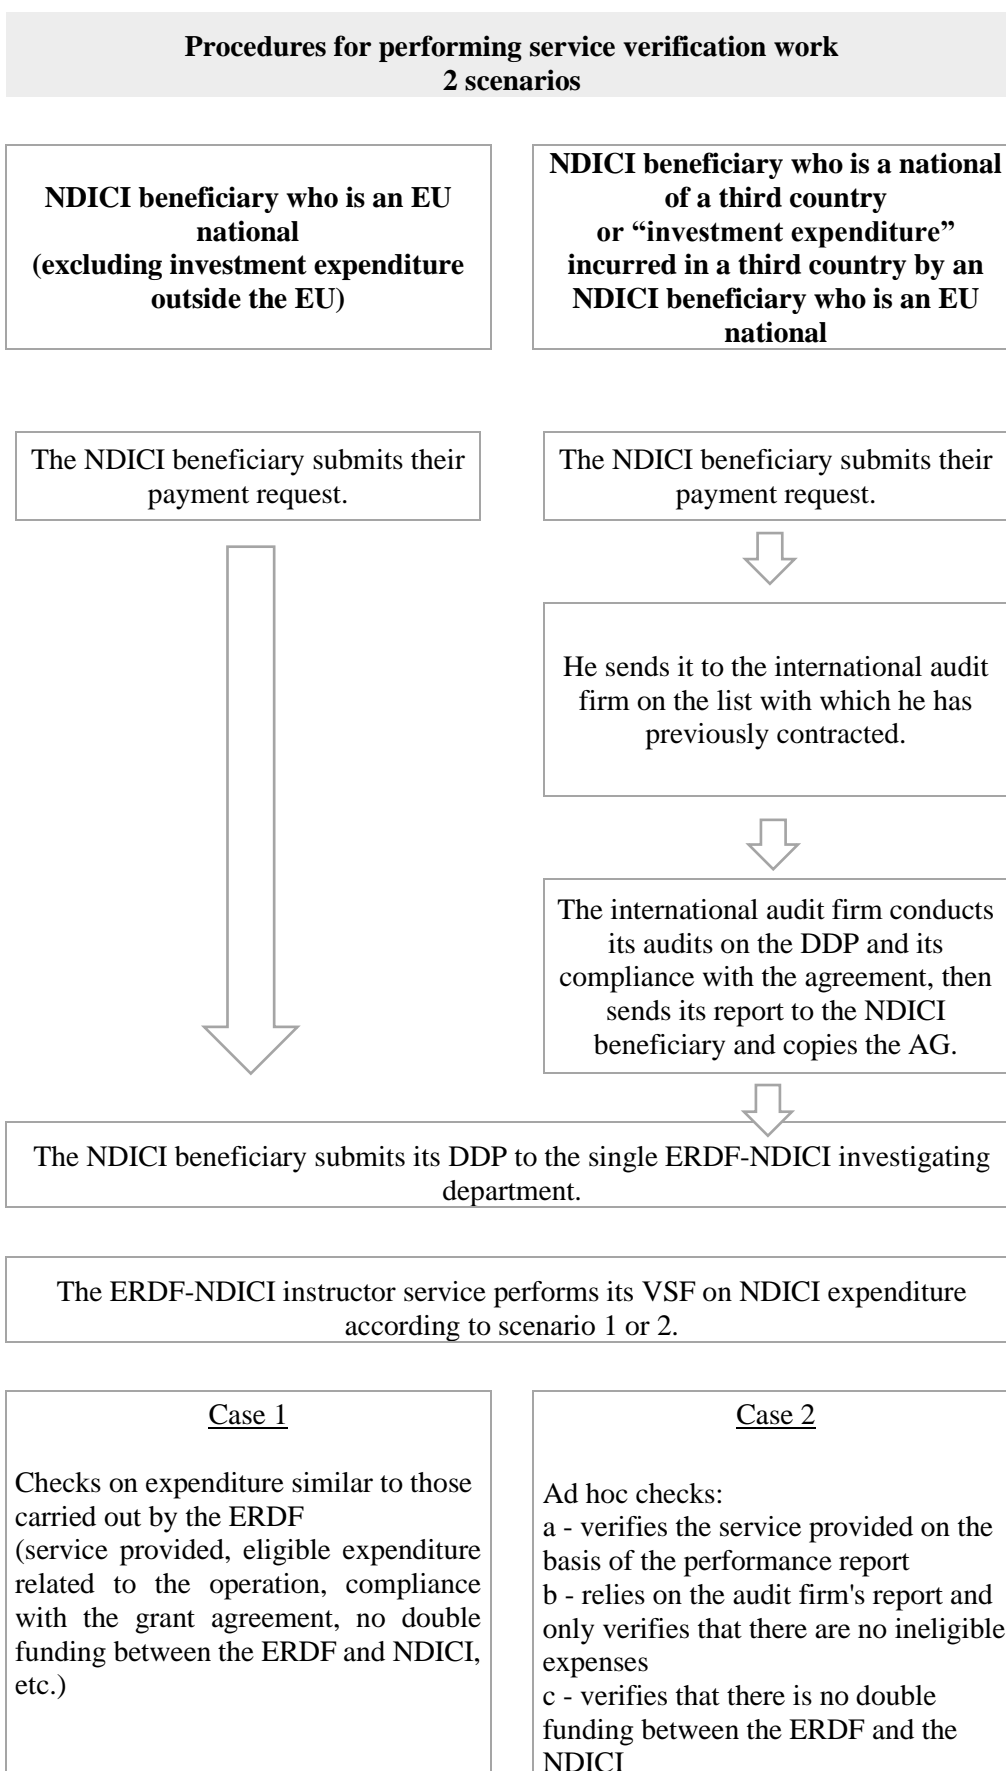 Procedures for performing service verification work
2 scenarios
NDICI beneficiary who is an EU
national
(excluding investment expenditure
outside the EU)
NDICI beneficiary who is a national
of a third country
or “investment expenditure”
incurred in a third country by an
NDICI beneficiary who is an EU
national
The NDICI beneficiary submits their
payment request.
The NDICI beneficiary submits their
payment request.
He sends it to the international audit
firm on the list with which he has
previously contracted.
The international audit firm conducts
its audits on the DDP and its
compliance with the agreement, then
sends its report to the NDICI
beneficiary and copies the AG.
The NDICI beneficiary submits its DDP to the single ERDF-NDICI investigating
department.
The ERDF-NDICI instructor service performs its VSF on NDICI expenditure
according to scenario 1 or 2.
Case 1
Checks on expenditure similar to those
carried out by the ERDF
(service provided, eligible expenditure
related to the operation, compliance
with the grant agreement, no double
funding between the ERDF and NDICI,
etc.)
Case 2
Ad hoc checks:
a - verifies the service provided on the
basis of the performance report
b - relies on the audit firm's report and
only verifies that there are no ineligible
expenses
c - verifies that there is no double
funding between the ERDF and the
NDICI